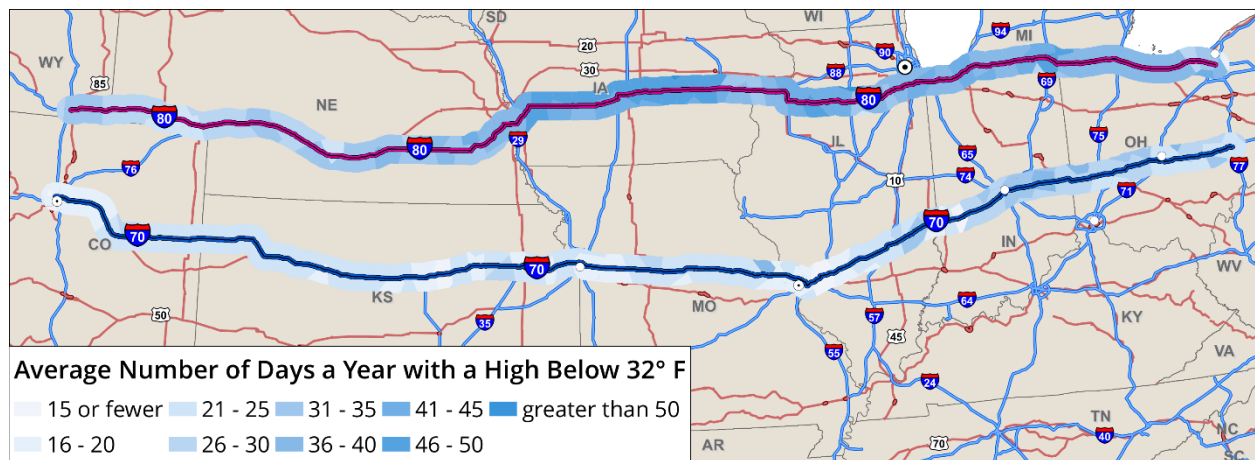 SD
WI
MI
94
20
90
WY
85
30
88
IA
NE
80
69
80
80
29
75
OH
76
JL
65
77
74
10
71
70
CO
70
IN
70
WV
KS
MO
64
50
35
57
45
KY
55
VA
24
AR
TN
NC
70
40
SC
Average Number of Days a Year with a High Below 32° F
15 or fewer 21 - 25 31 - 35 41 - 45 greater than 50
16 - 20 26 - 30 36 - 40 46 - 50